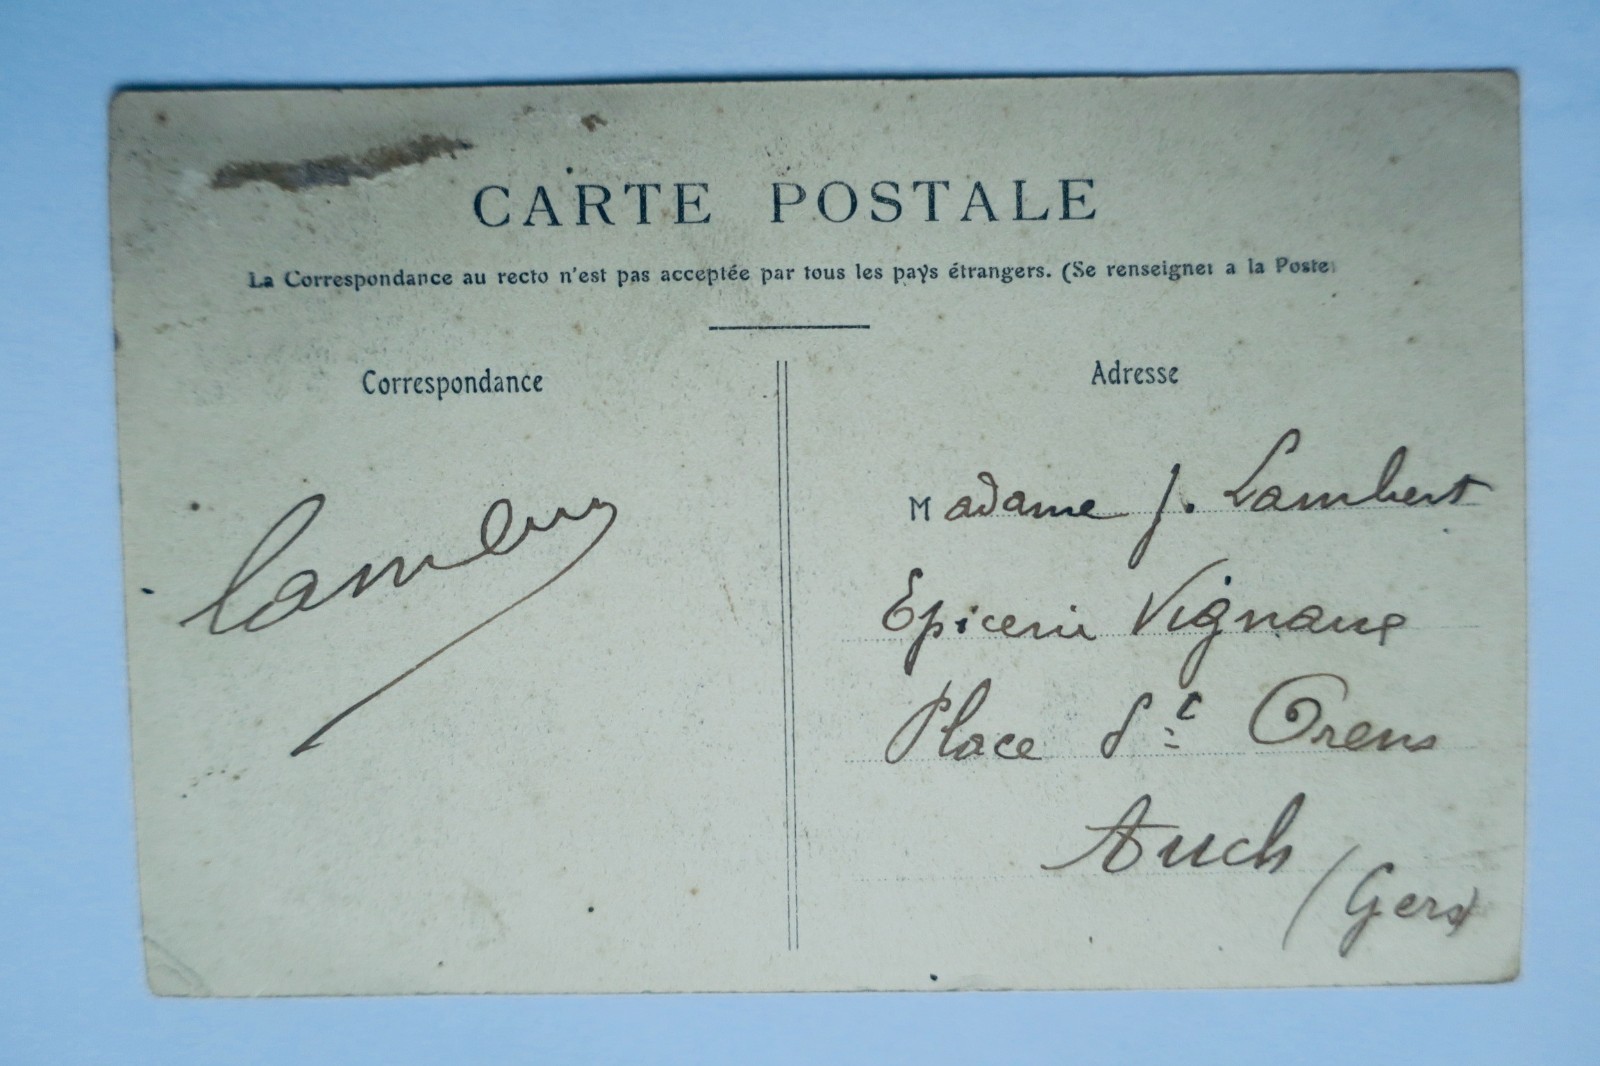 CARTE POSTALE
La Correspondance au recto n'est pas acceptée par tous les pays étrangers. (Se renseigner a la Poste)
Correspondance
Lambert
Adresse
Madame J. Lambert
Epicerie Vignaux
Place St Orens
Auch
(Gers)